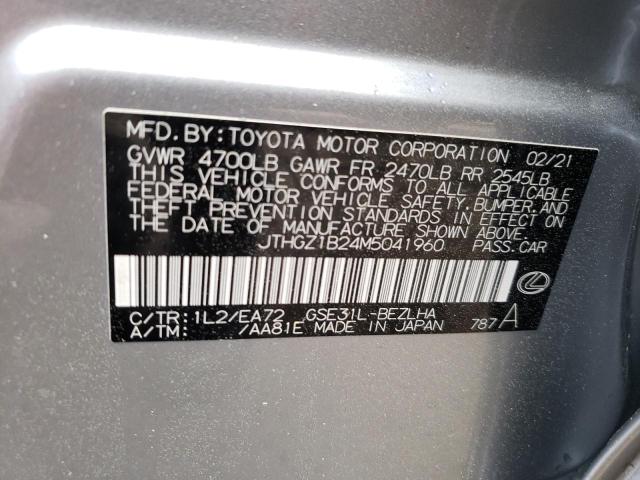 MFD.BY:TOYOTA MOTOR CORPORATION 02/21
GVWR 4700LB GAWR FR 2470LB RR 2545LB
THIS VEHICLE CONFORMS TO ALL APPLICABLE
FEDERAL MOTOR VEHICLE SAFETY,BUMPER,AND
THEFT PREVENTION STANDARDS IN EFFECT ON
THE DATE OF MANUFACTURE SHOWN ABOVE.
JTHGZ1B24M5041960 PASS.CAR
C/TR:1L2/EA72 GSE31L-BEZLHA
A/TM: /AA81E MADE IN JAPAN 787 A